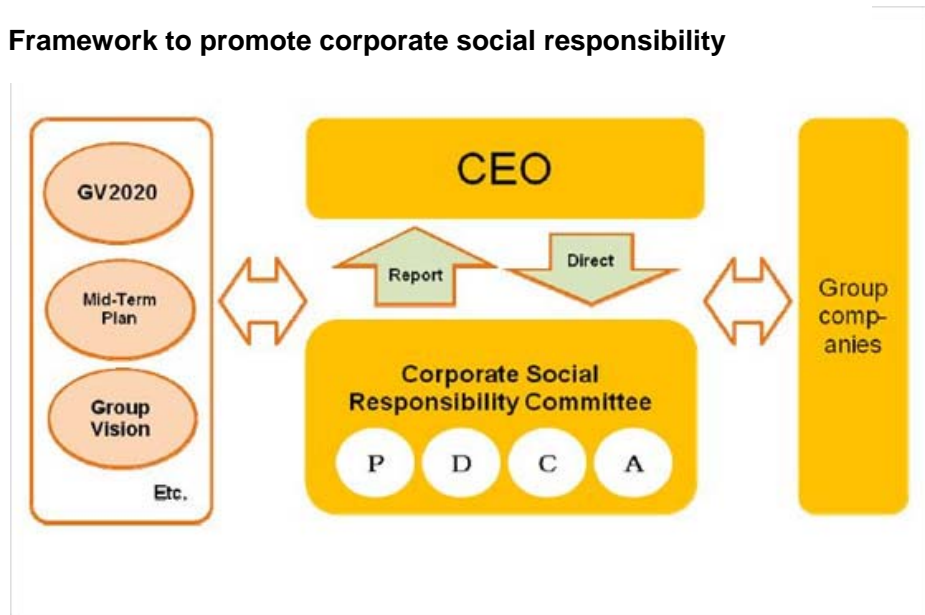 Framework to promote corporate social responsibility
GV2020
Mid-Term
Plan
Group
Vision
Etc.
CEO
Report
Direct
Corporate Social
Responsibility Committee
P D C A
Group
comp-
anies